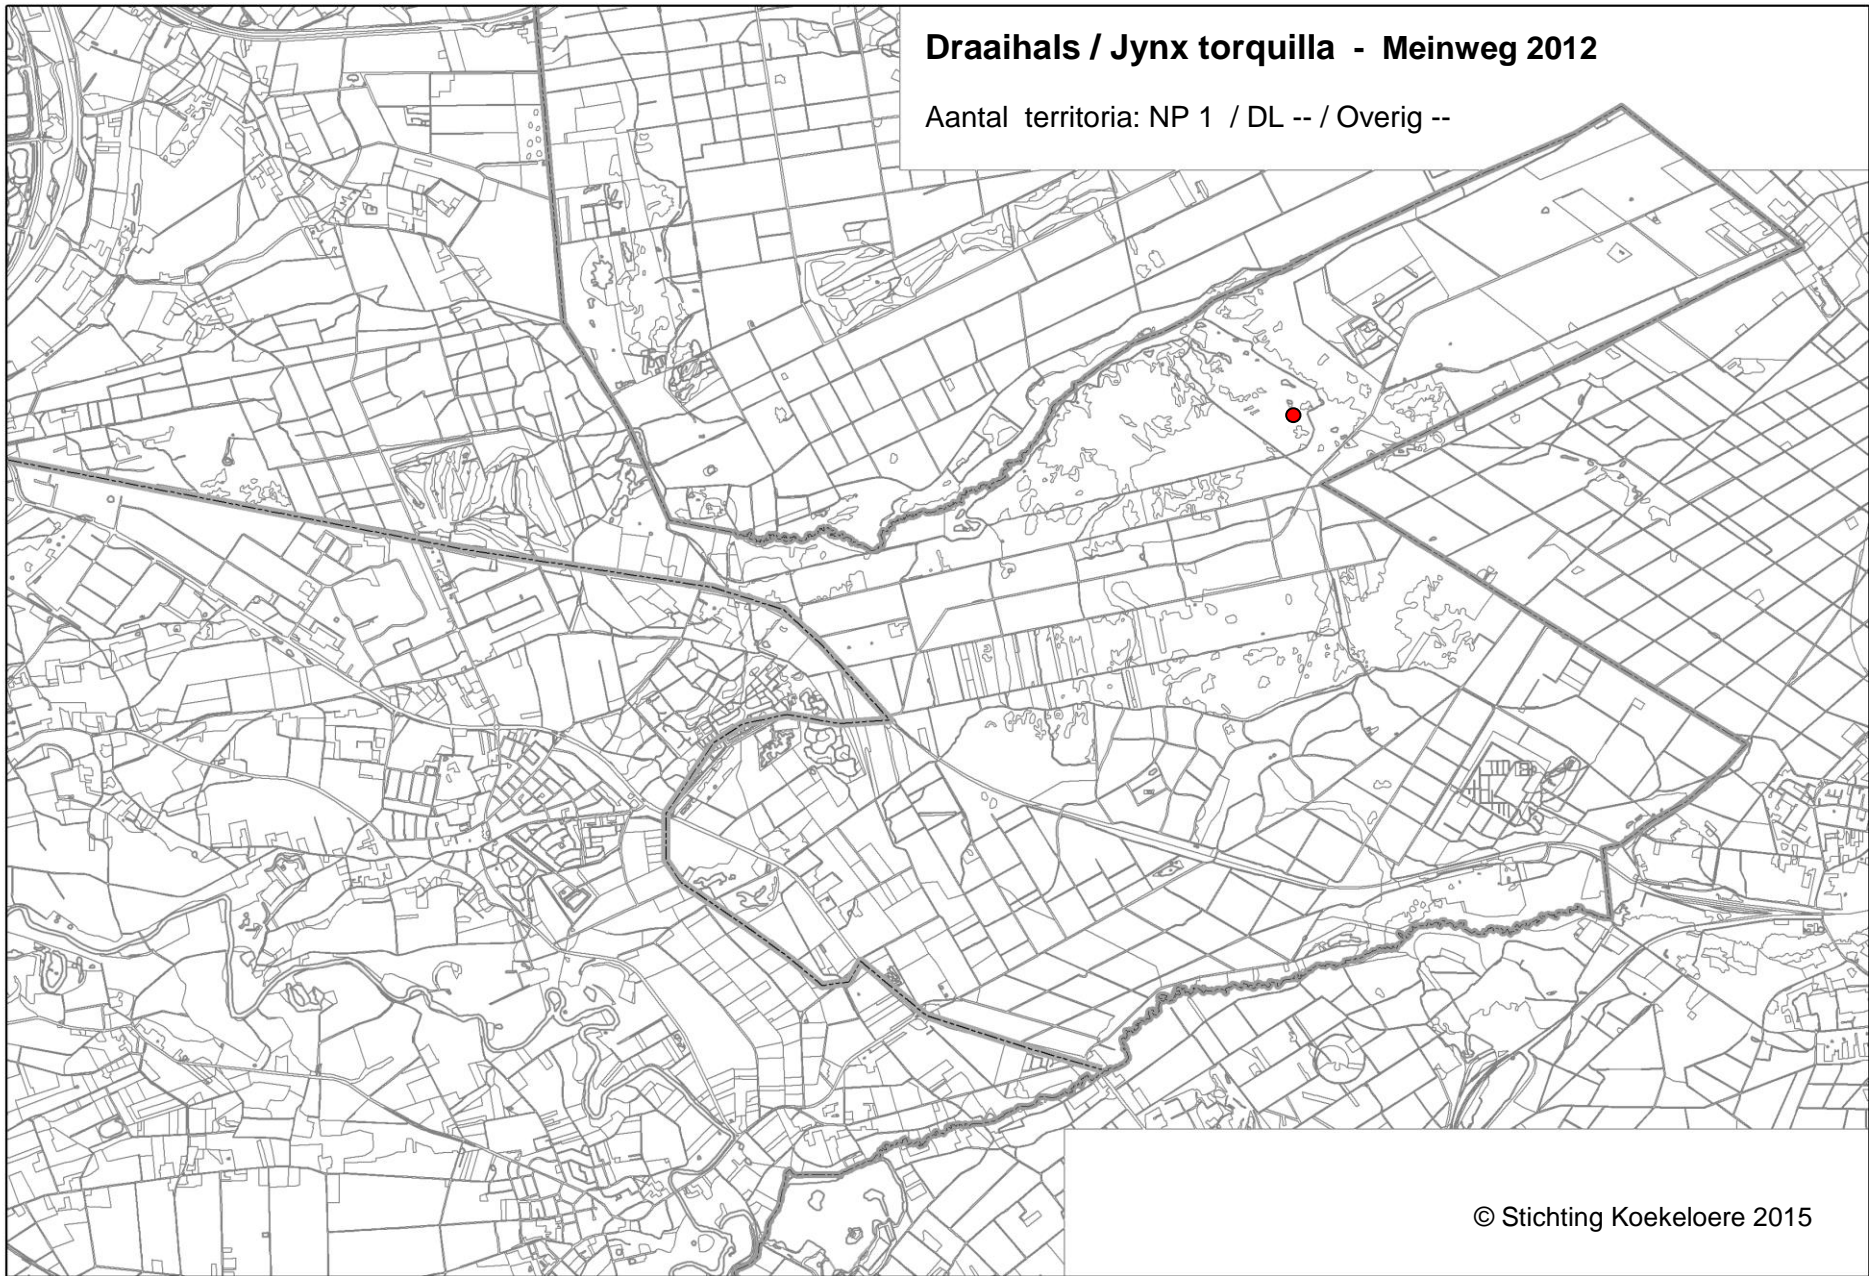 Draaihals / Jynx torquilla - Meinweg 2012
Aantal territoria: NP 1 / DL -- / Overig --
© Stichting Koekeloere 2015